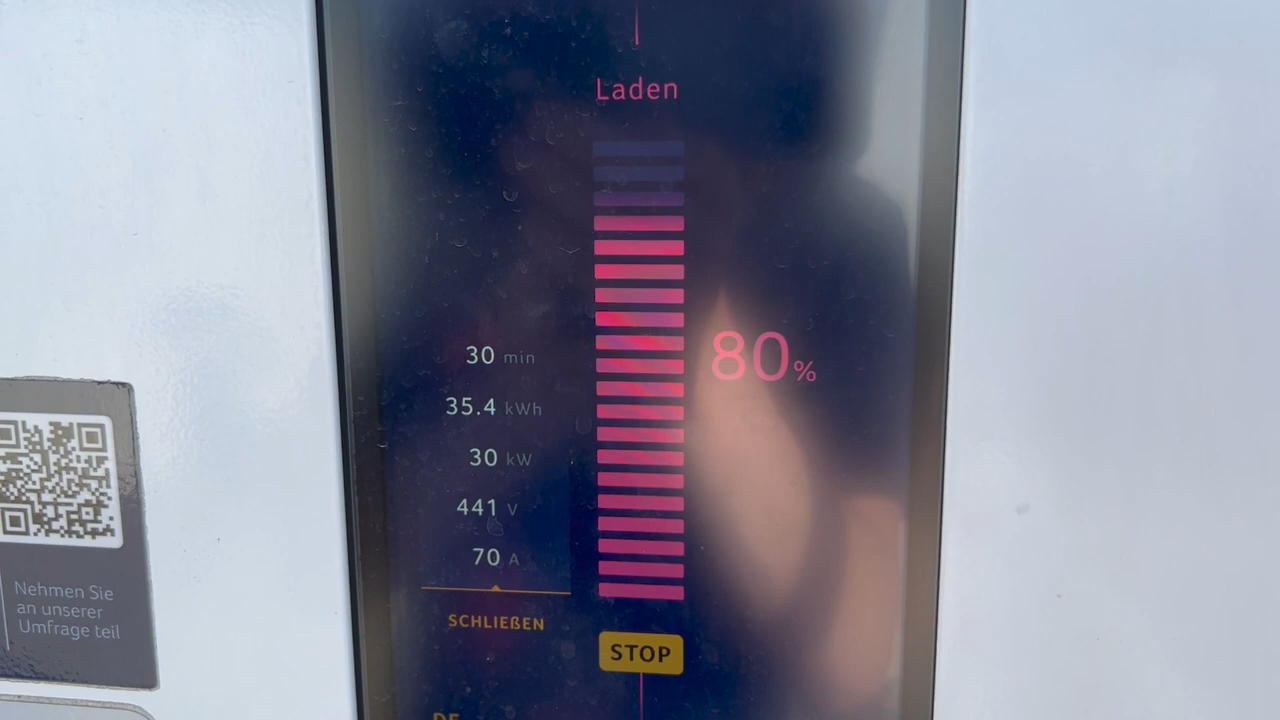 Laden
80%
30 min
35.4 kWh
30 kW
441 V
70 A
SCHLIEßEN
STOP
DE
Nehmen Sie
an unserer
Umfrage teil